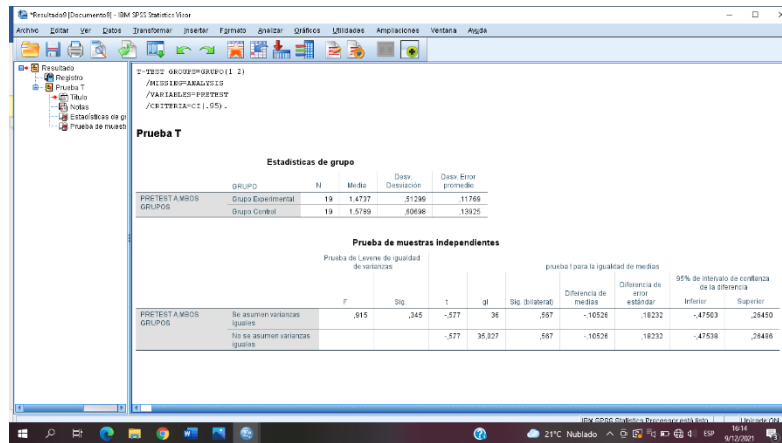 *Resultado9 [Documento9] - IBM SPSS Statistics Visor
Archivo Editar Ver Datos Transformar Insertar Formato Analizar Gráficos Utilidades Ampliaciones Ventana Ayuda
Resultado
Registro
Prueba T
Título
Notas
Estadísticas de gr
Prueba de muestr
T-TEST GROUPS=GRUPO(1 2)
/MISSING=ANALYSIS
/VARIABLES=PRETEST
/CRITERIA=CI(.95).
Prueba T
Estadísticas de grupo
GRUPO N Media Desv. Desviación Desv. Error promedio
PRETEST AMBOS GRUPOS Grupo Experimental 19 1,4737 ,51299 ,11769
Grupo Control 19 1,5789 ,60698 ,13925
Prueba de muestras independientes
Prueba de Levene de igualdad de varianzas prueba t para la igualdad de medias
F Sig. t gl Sig. (bilateral) Diferencia de medias Diferencia de error estándar 95% de intervalo de confianza de la diferencia
Inferior Superior
PRETEST AMBOS GRUPOS Se asumen varianzas iguales ,915 ,345 -,577 36 ,567 -,10526 ,18232 -,47503 ,26450
No se asumen varianzas iguales -,577 35,027 ,567 -,10526 ,18232 -,47538 ,26486
IBM SPSS Statistics Processor está listo Unicode:ON
21°C Nublado ESP 16:14
9/12/2021